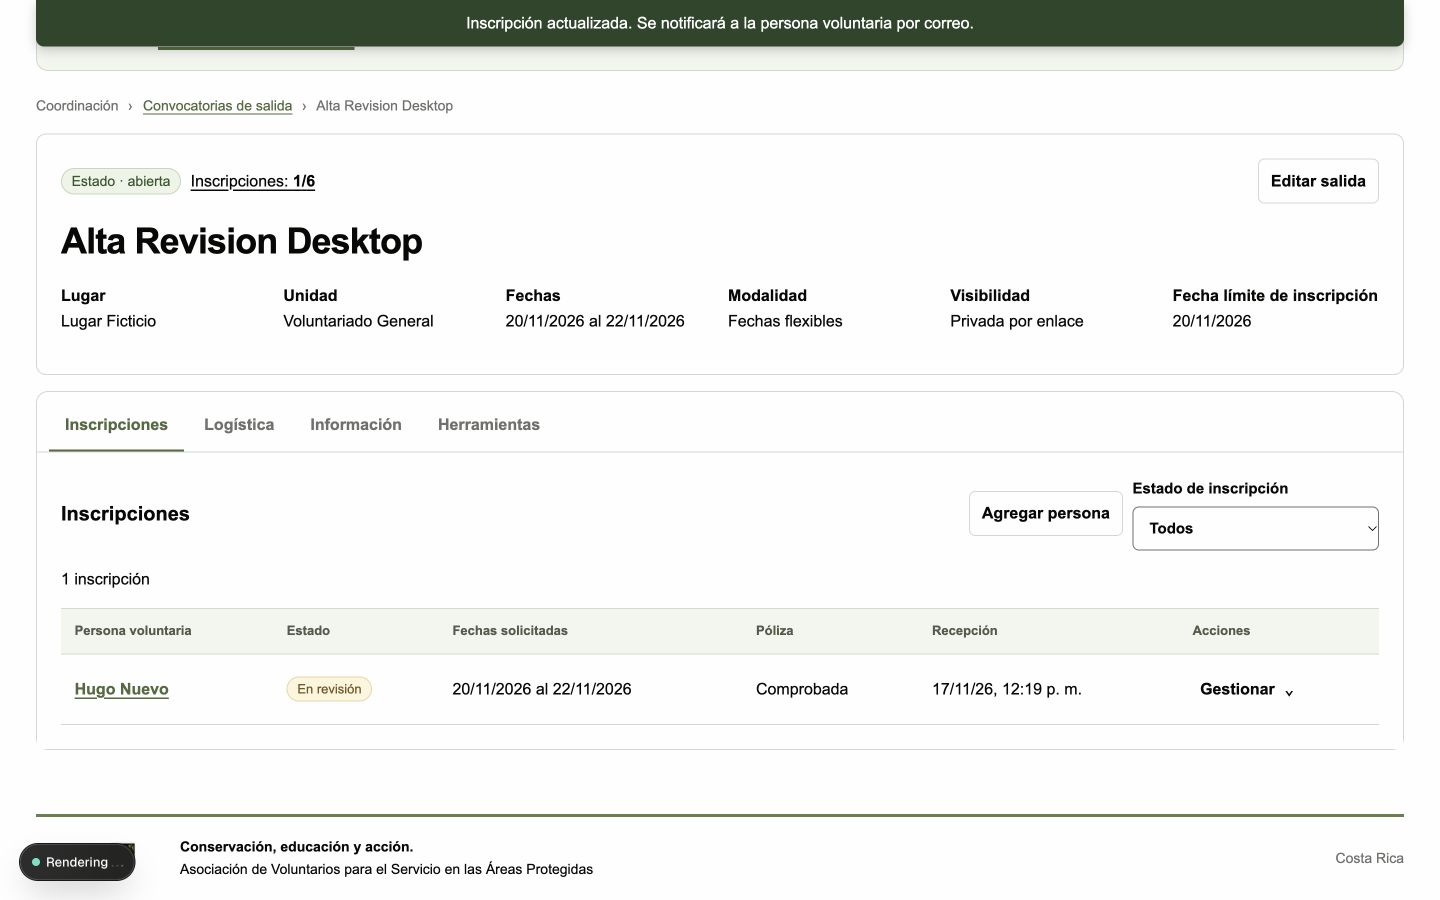 Inscripción actualizada. Se notificará a la persona voluntaria por correo.
Coordinación › Convocatorias de salida › Alta Revision Desktop
Estado · abierta Inscripciones: 1/6 Editar salida
Alta Revision Desktop
Lugar Unidad Fechas Modalidad Visibilidad Fecha límite de inscripción
Lugar Ficticio Voluntariado General 20/11/2026 al 22/11/2026 Fechas flexibles Privada por enlace 20/11/2026
Inscripciones Logística Información Herramientas
Estado de inscripción
Inscripciones Agregar persona Todos
1 inscripción
Persona voluntaria Estado Fechas solicitadas Póliza Recepción Acciones
Hugo Nuevo En revisión 20/11/2026 al 22/11/2026 Comprobada 17/11/26, 12:19 p. m. Gestionar
Conservación, educación y acción.
Rendering ... Asociación de Voluntarios para el Servicio en las Áreas Protegidas Costa Rica